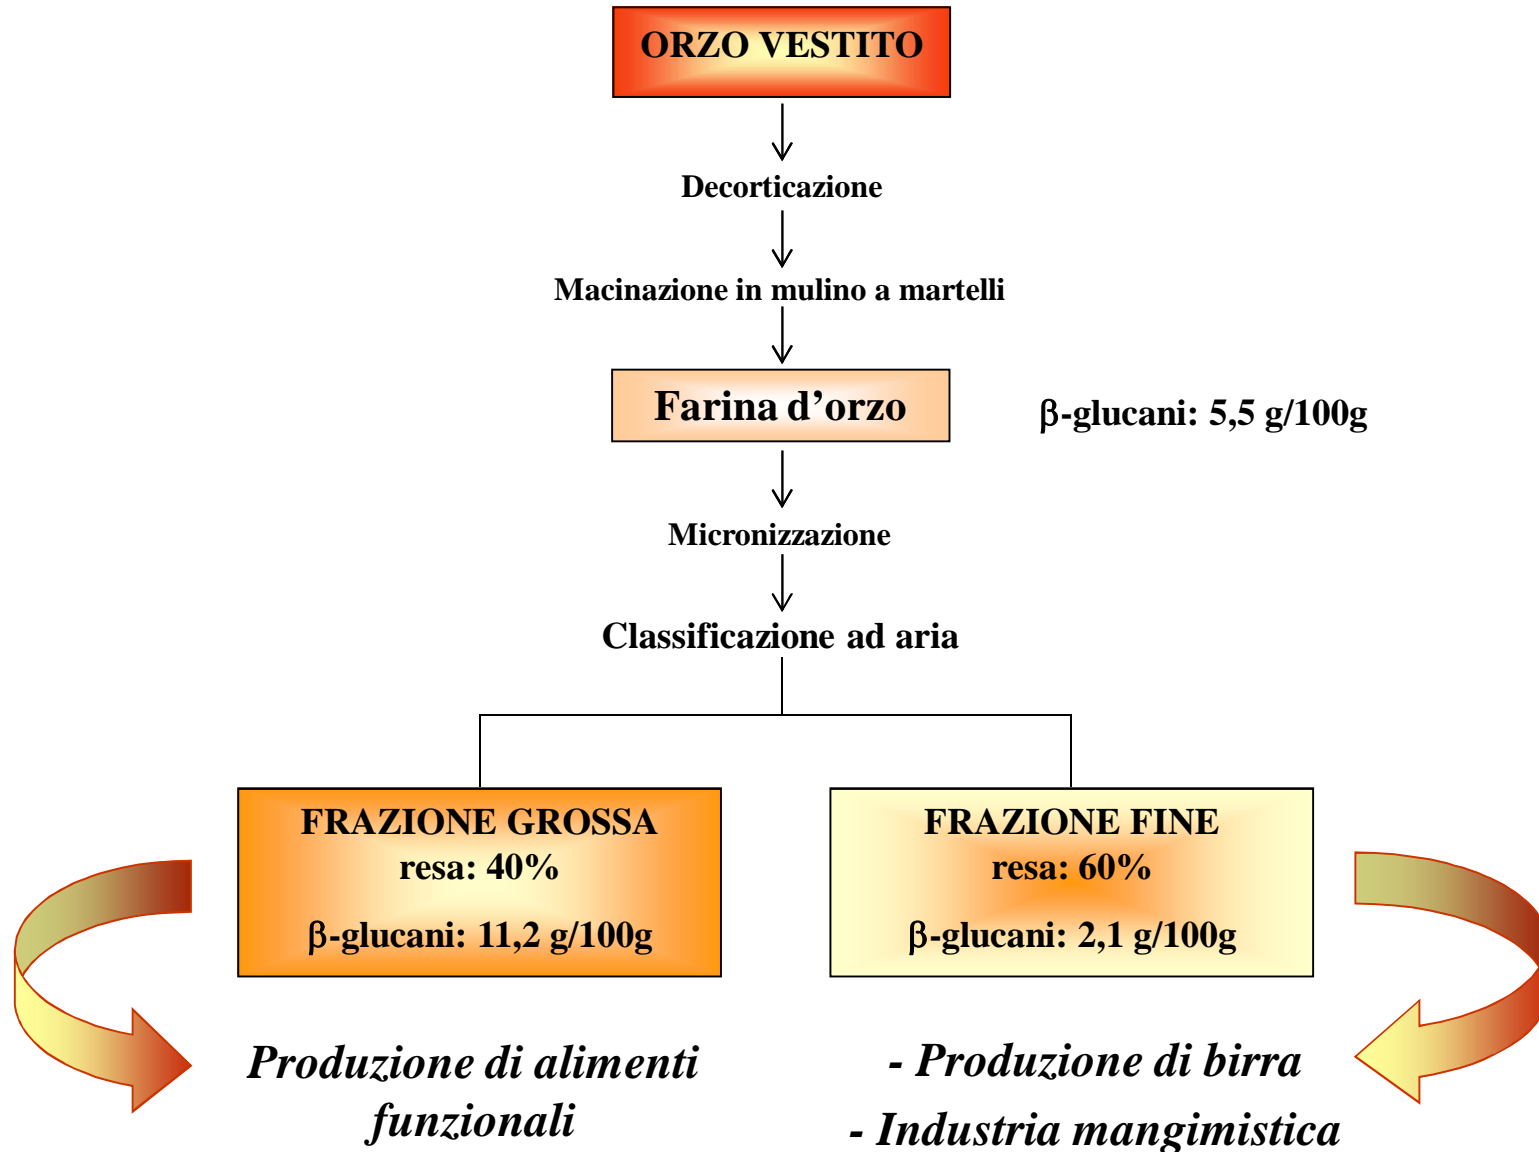 ORZO VESTITO
Decorticazione
Macinazione in mulino a martelli
Farina d’orzo
β-glucani: 5,5 g/100g
Micronizzazione
Classificazione ad aria
FRAZIONE GROSSA
resa: 40%
β-glucani: 11,2 g/100g
FRAZIONE FINE
resa: 60%
β-glucani: 2,1 g/100g
Produzione di alimenti
funzionali
- Produzione di birra
- Industria mangimistica